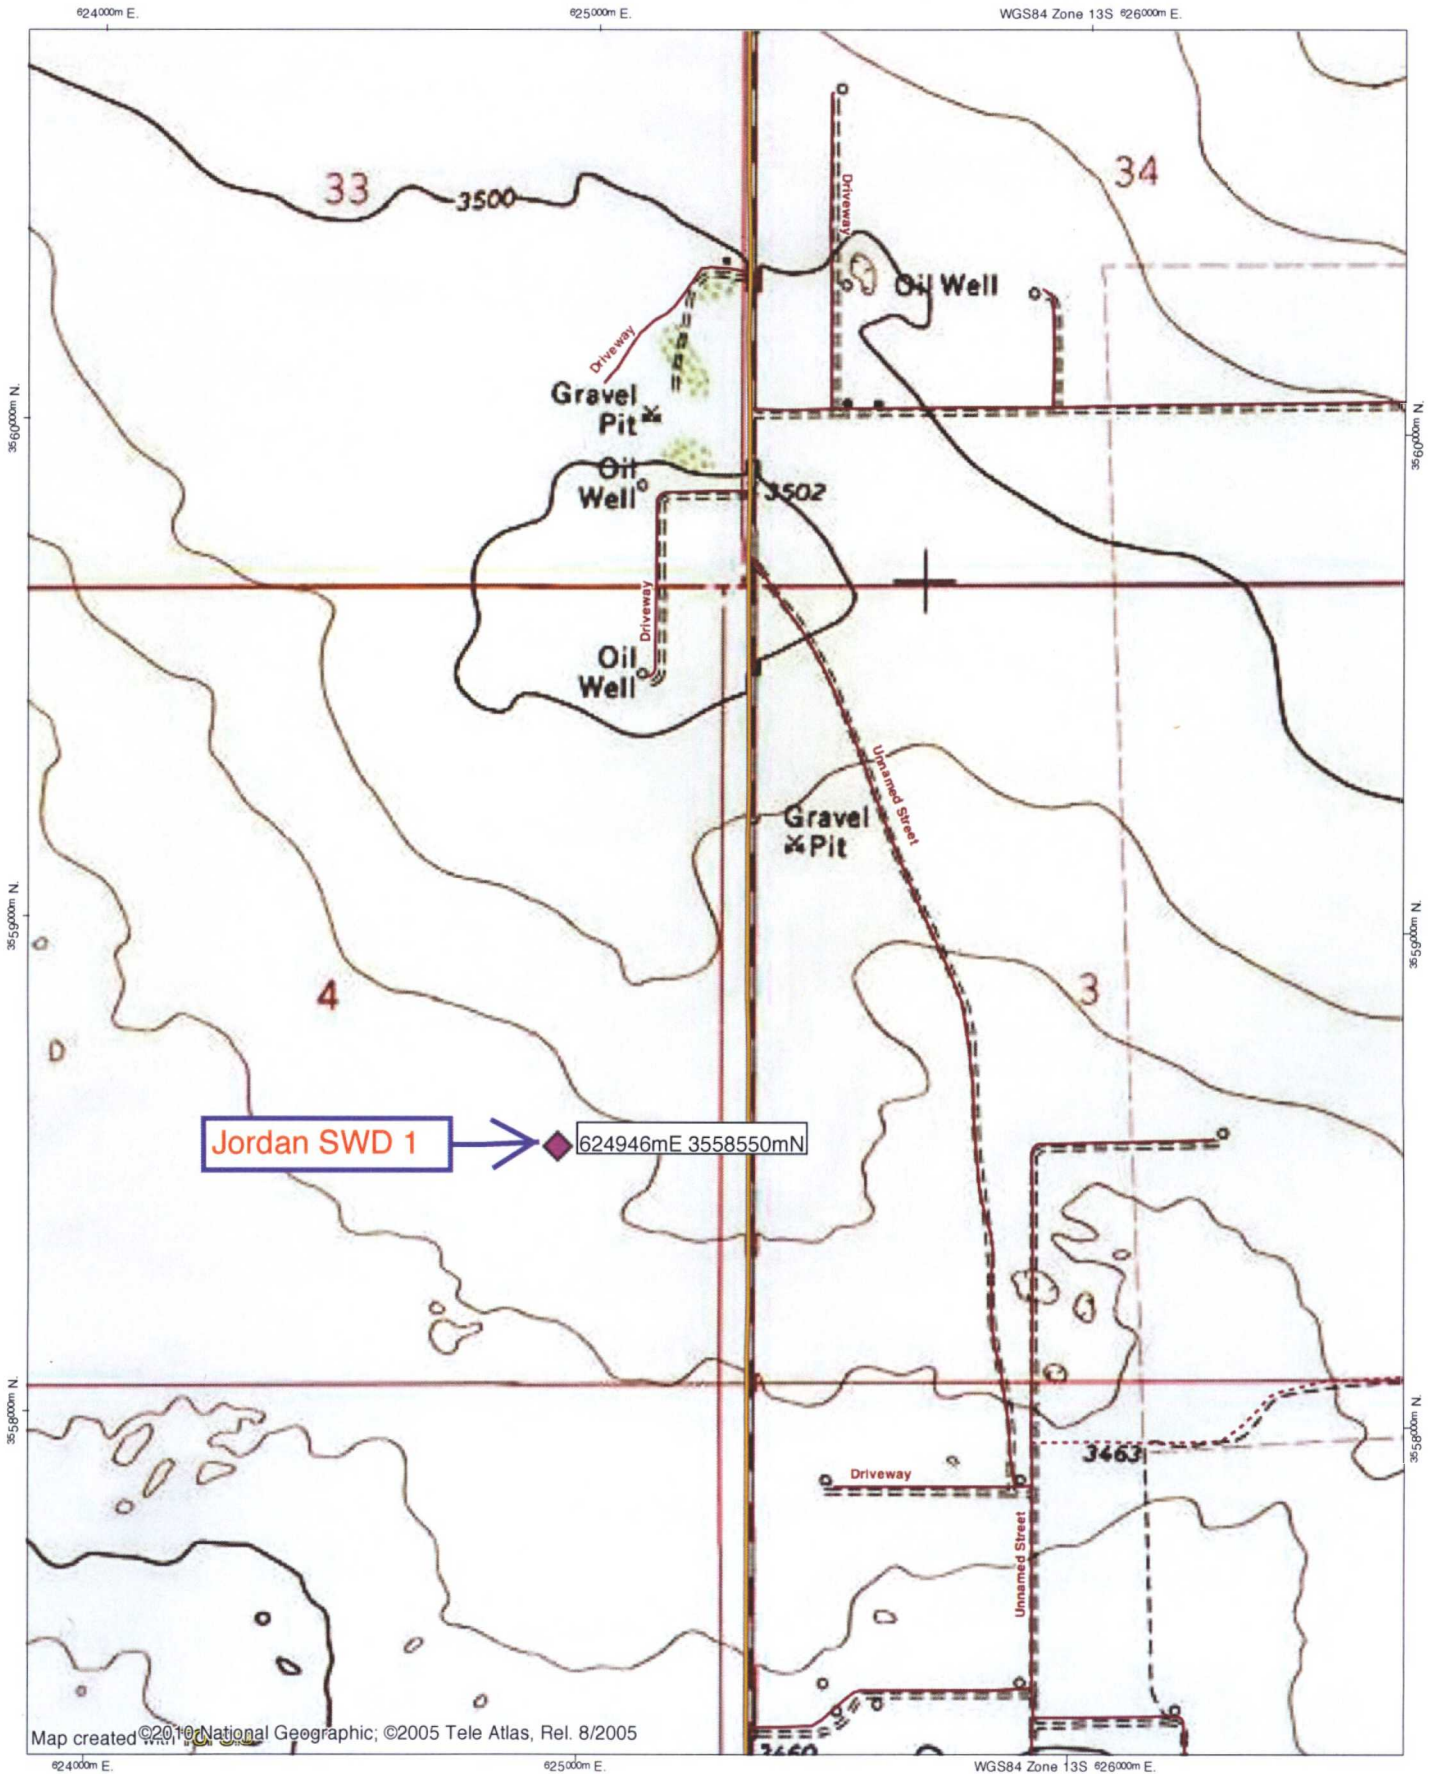 624000m E.
625000m E.
WGS84 Zone 13S 626000m E.
33
3500
34
Driveway
Oil Well
Driveway
Gravel
Pit
3560000m N.
3560000m N.
Oil
Well
3502
Driveway
Oil
Well
Unnamed Street
Gravel
Pit
3559000m N.
3559000m N.
4
3
Jordan SWD 1
624946mE 3558550mN
3558000m N.
3558000m N.
3463
Driveway
Unnamed Street
3460
Map created with
©2010 National Geographic; ©2005 Tele Atlas, Rel. 8/2005
624000m E.
625000m E.
WGS84 Zone 13S 626000m E.